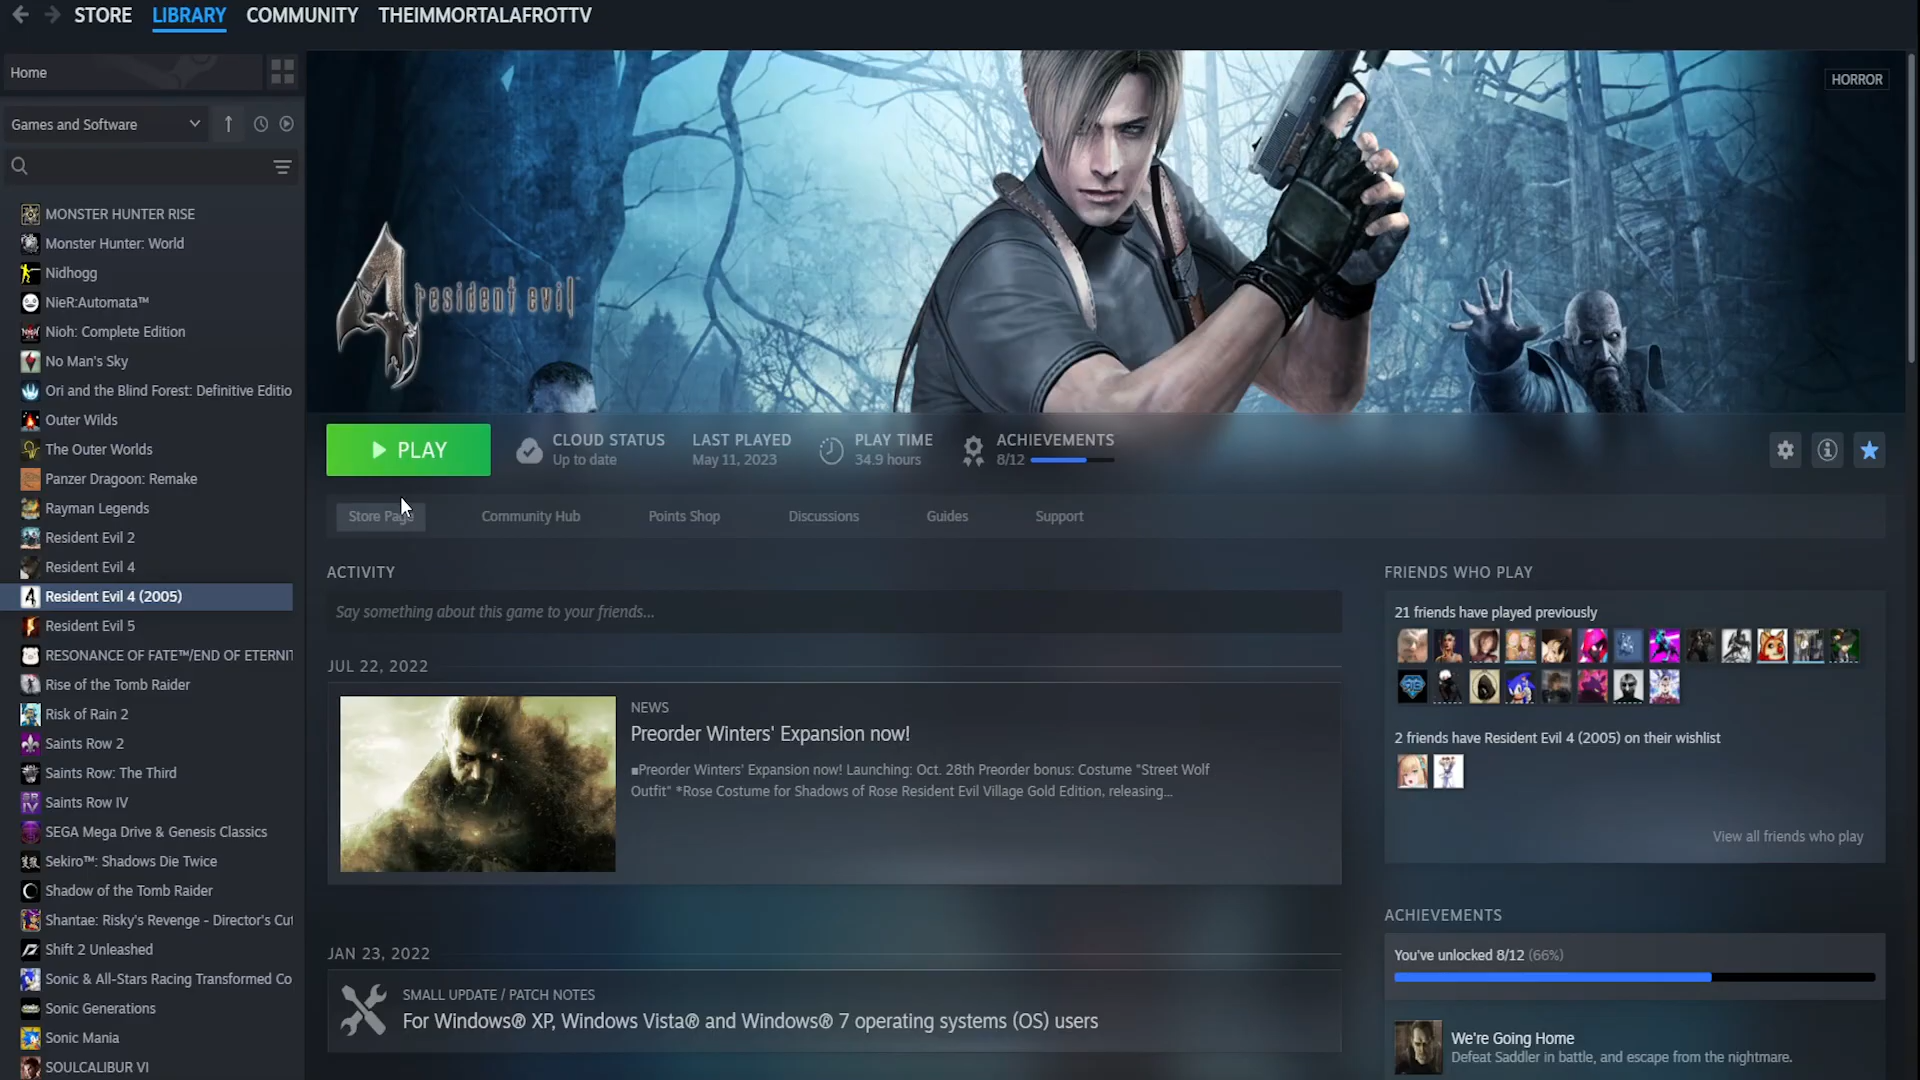 STORE LIBRARY COMMUNITY THEIMMORTALAFROTTV
Home
Games and Software
MONSTER HUNTER RISE
Monster Hunter: World
Nidhogg
NieR:Automata™
Nioh: Complete Edition
No Man's Sky
Ori and the Blind Forest: Definitive Editio
Outer Wilds
The Outer Worlds
Panzer Dragoon: Remake
Rayman Legends
Resident Evil 2
Resident Evil 4
Resident Evil 4 (2005)
Resident Evil 5
RESONANCE OF FATE™/END OF ETERNIT
Rise of the Tomb Raider
Risk of Rain 2
Saints Row 2
Saints Row: The Third
Saints Row IV
SEGA Mega Drive & Genesis Classics
Sekiro™: Shadows Die Twice
Shadow of the Tomb Raider
Shantae: Risky's Revenge - Director's Cut
Shift 2 Unleashed
Sonic & All-Stars Racing Transformed Co
Sonic Generations
Sonic Mania
SOULCALIBUR VI
HORROR
4 resident evil™
PLAY
CLOUD STATUS
Up to date
LAST PLAYED
May 11, 2023
PLAY TIME
34.9 hours
ACHIEVEMENTS
8/12
Store Page Community Hub Points Shop Discussions Guides Support
ACTIVITY
Say something about this game to your friends...
JUL 22, 2022
NEWS
Preorder Winters' Expansion now!
■Preorder Winters' Expansion now! Launching: Oct. 28th Preorder bonus: Costume "Street Wolf
Outfit" *Rose Costume for Shadows of Rose Resident Evil Village Gold Edition, releasing...
JAN 23, 2022
SMALL UPDATE / PATCH NOTES
For Windows® XP, Windows Vista® and Windows® 7 operating systems (OS) users
FRIENDS WHO PLAY
21 friends have played previously
2 friends have Resident Evil 4 (2005) on their wishlist
View all friends who play
ACHIEVEMENTS
You've unlocked 8/12 (66%)
We're Going Home
Defeat Saddler in battle, and escape from the nightmare.